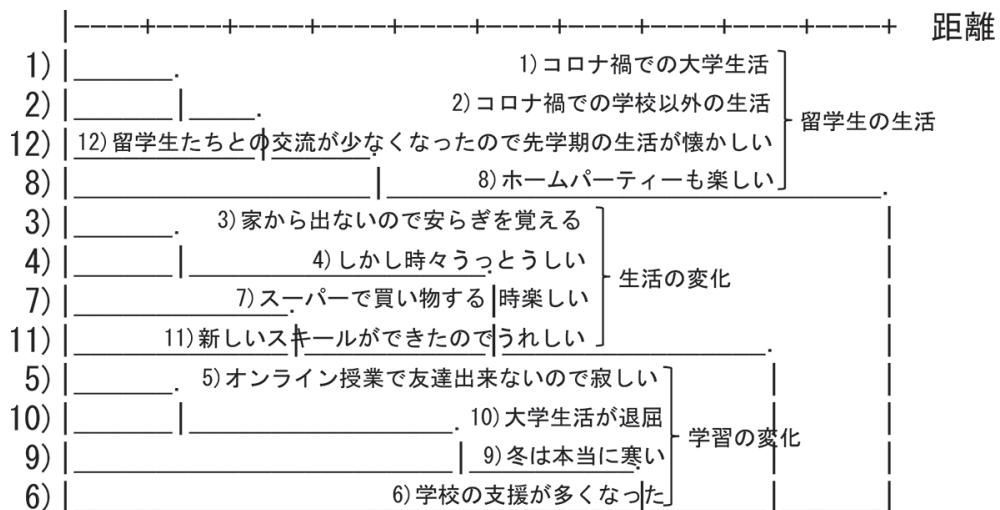 距離
1) 1)コロナ禍での大学生活
2) 2)コロナ禍での学校以外の生活
留学生の生活
12) 12)留学生たちとの交流が少なくなったので先学期の生活が懐かしい
8) 8)ホームパーティーも楽しい
3) 3)家から出ないので安らぎを覚える
4) 4)しかし時々うっとうしい
生活の変化
7) 7)スーパーで買い物する時楽しい
11) 11)新しいスキールができたのでうれしい
5) 5)オンライン授業で友達出来ないので寂しい
10) 10)大学生活が退屈
学習の変化
9) 9)冬は本当に寒い
6) 6)学校の支援が多くなった